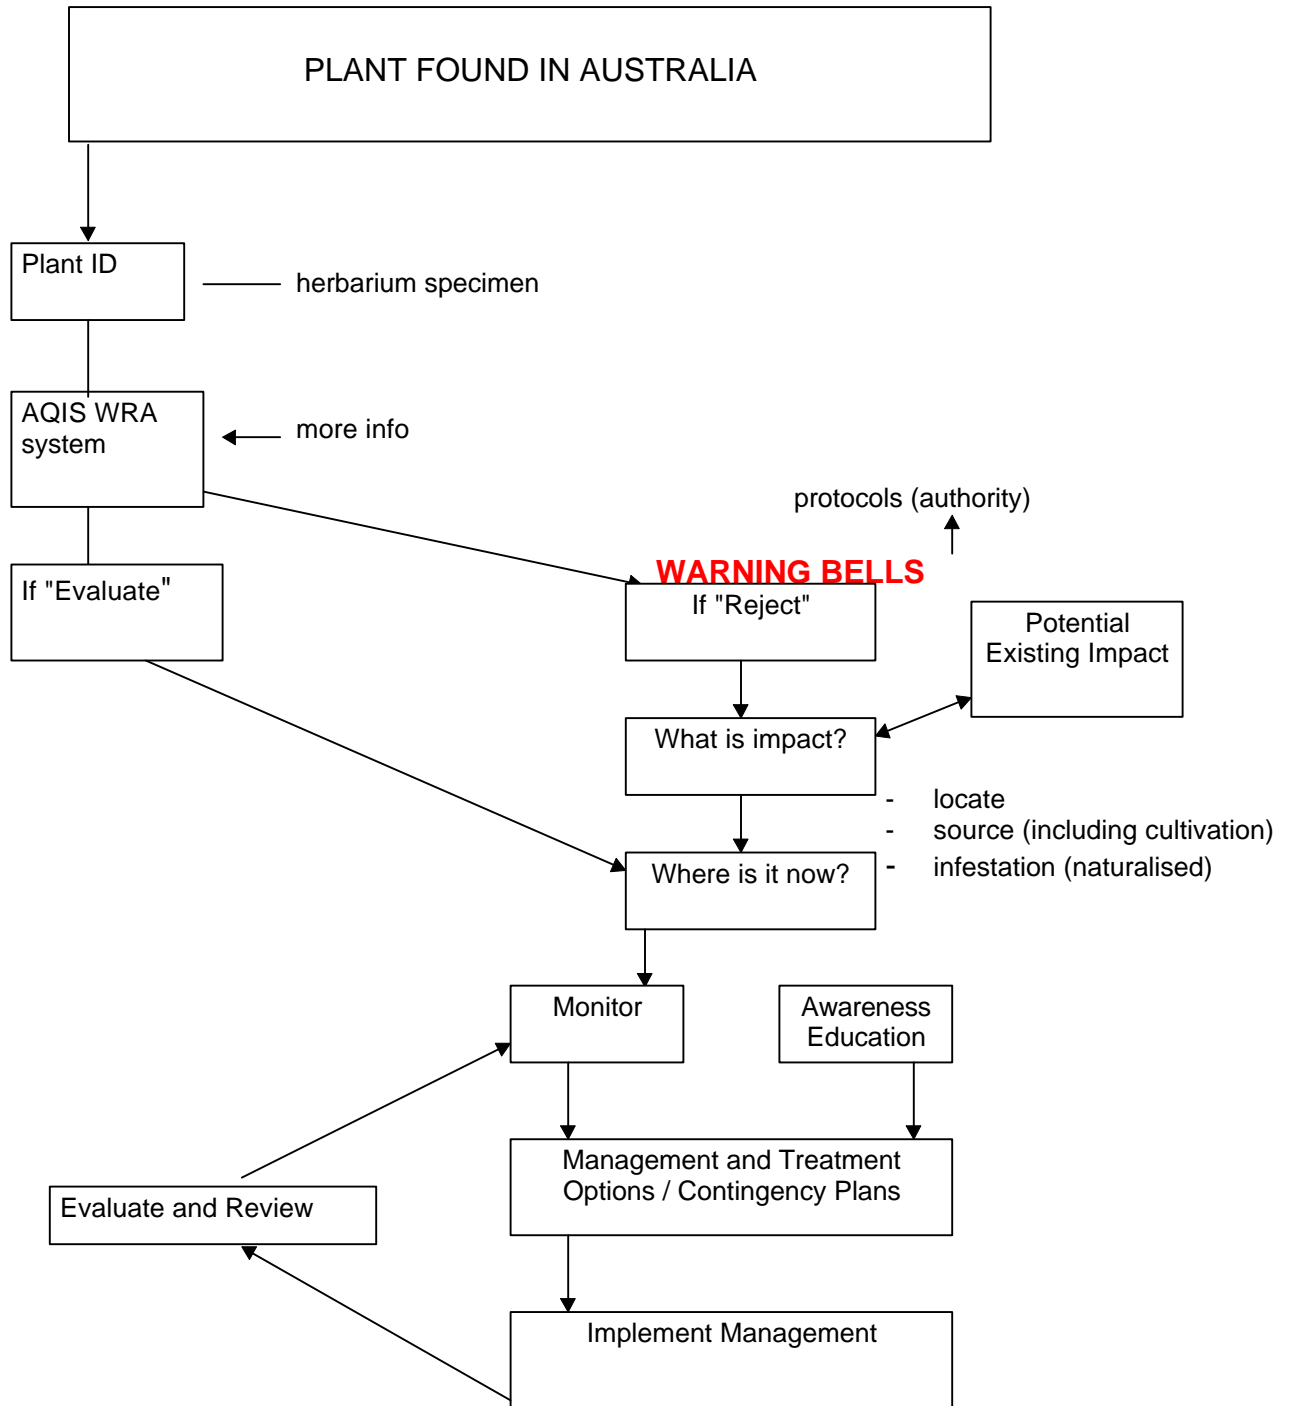 PLANT FOUND IN AUSTRALIA
Plant ID
herbarium specimen
AQIS WRA
system
more info
protocols (authority)
WARNING BELLS
If "Evaluate"
If "Reject"
Potential
Existing Impact
What is impact?
- locate
- source (including cultivation)
- infestation (naturalised)
Where is it now?
Monitor
Awareness
Education
Management and Treatment
Options / Contingency Plans
Evaluate and Review
Implement Management